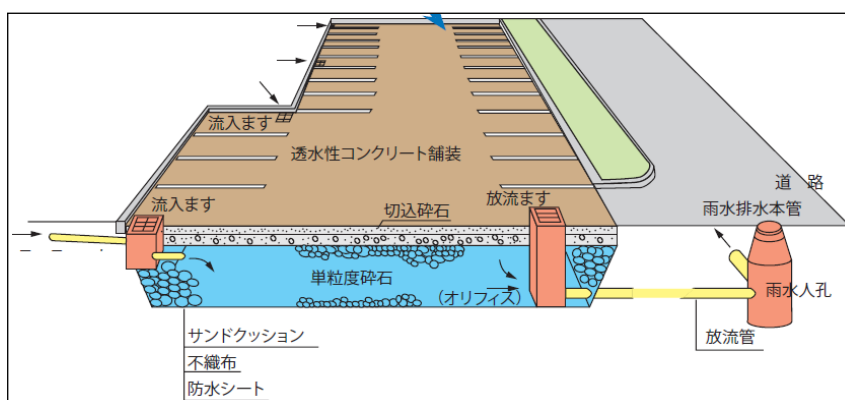 流入ます
透水性コンクリート舗装
道路
流入ます
放流ます
切込砕石
雨水排水本管
単粒度砕石
(オリフィス)
雨水人孔
サンドクッション
不織布
防水シート
放流管